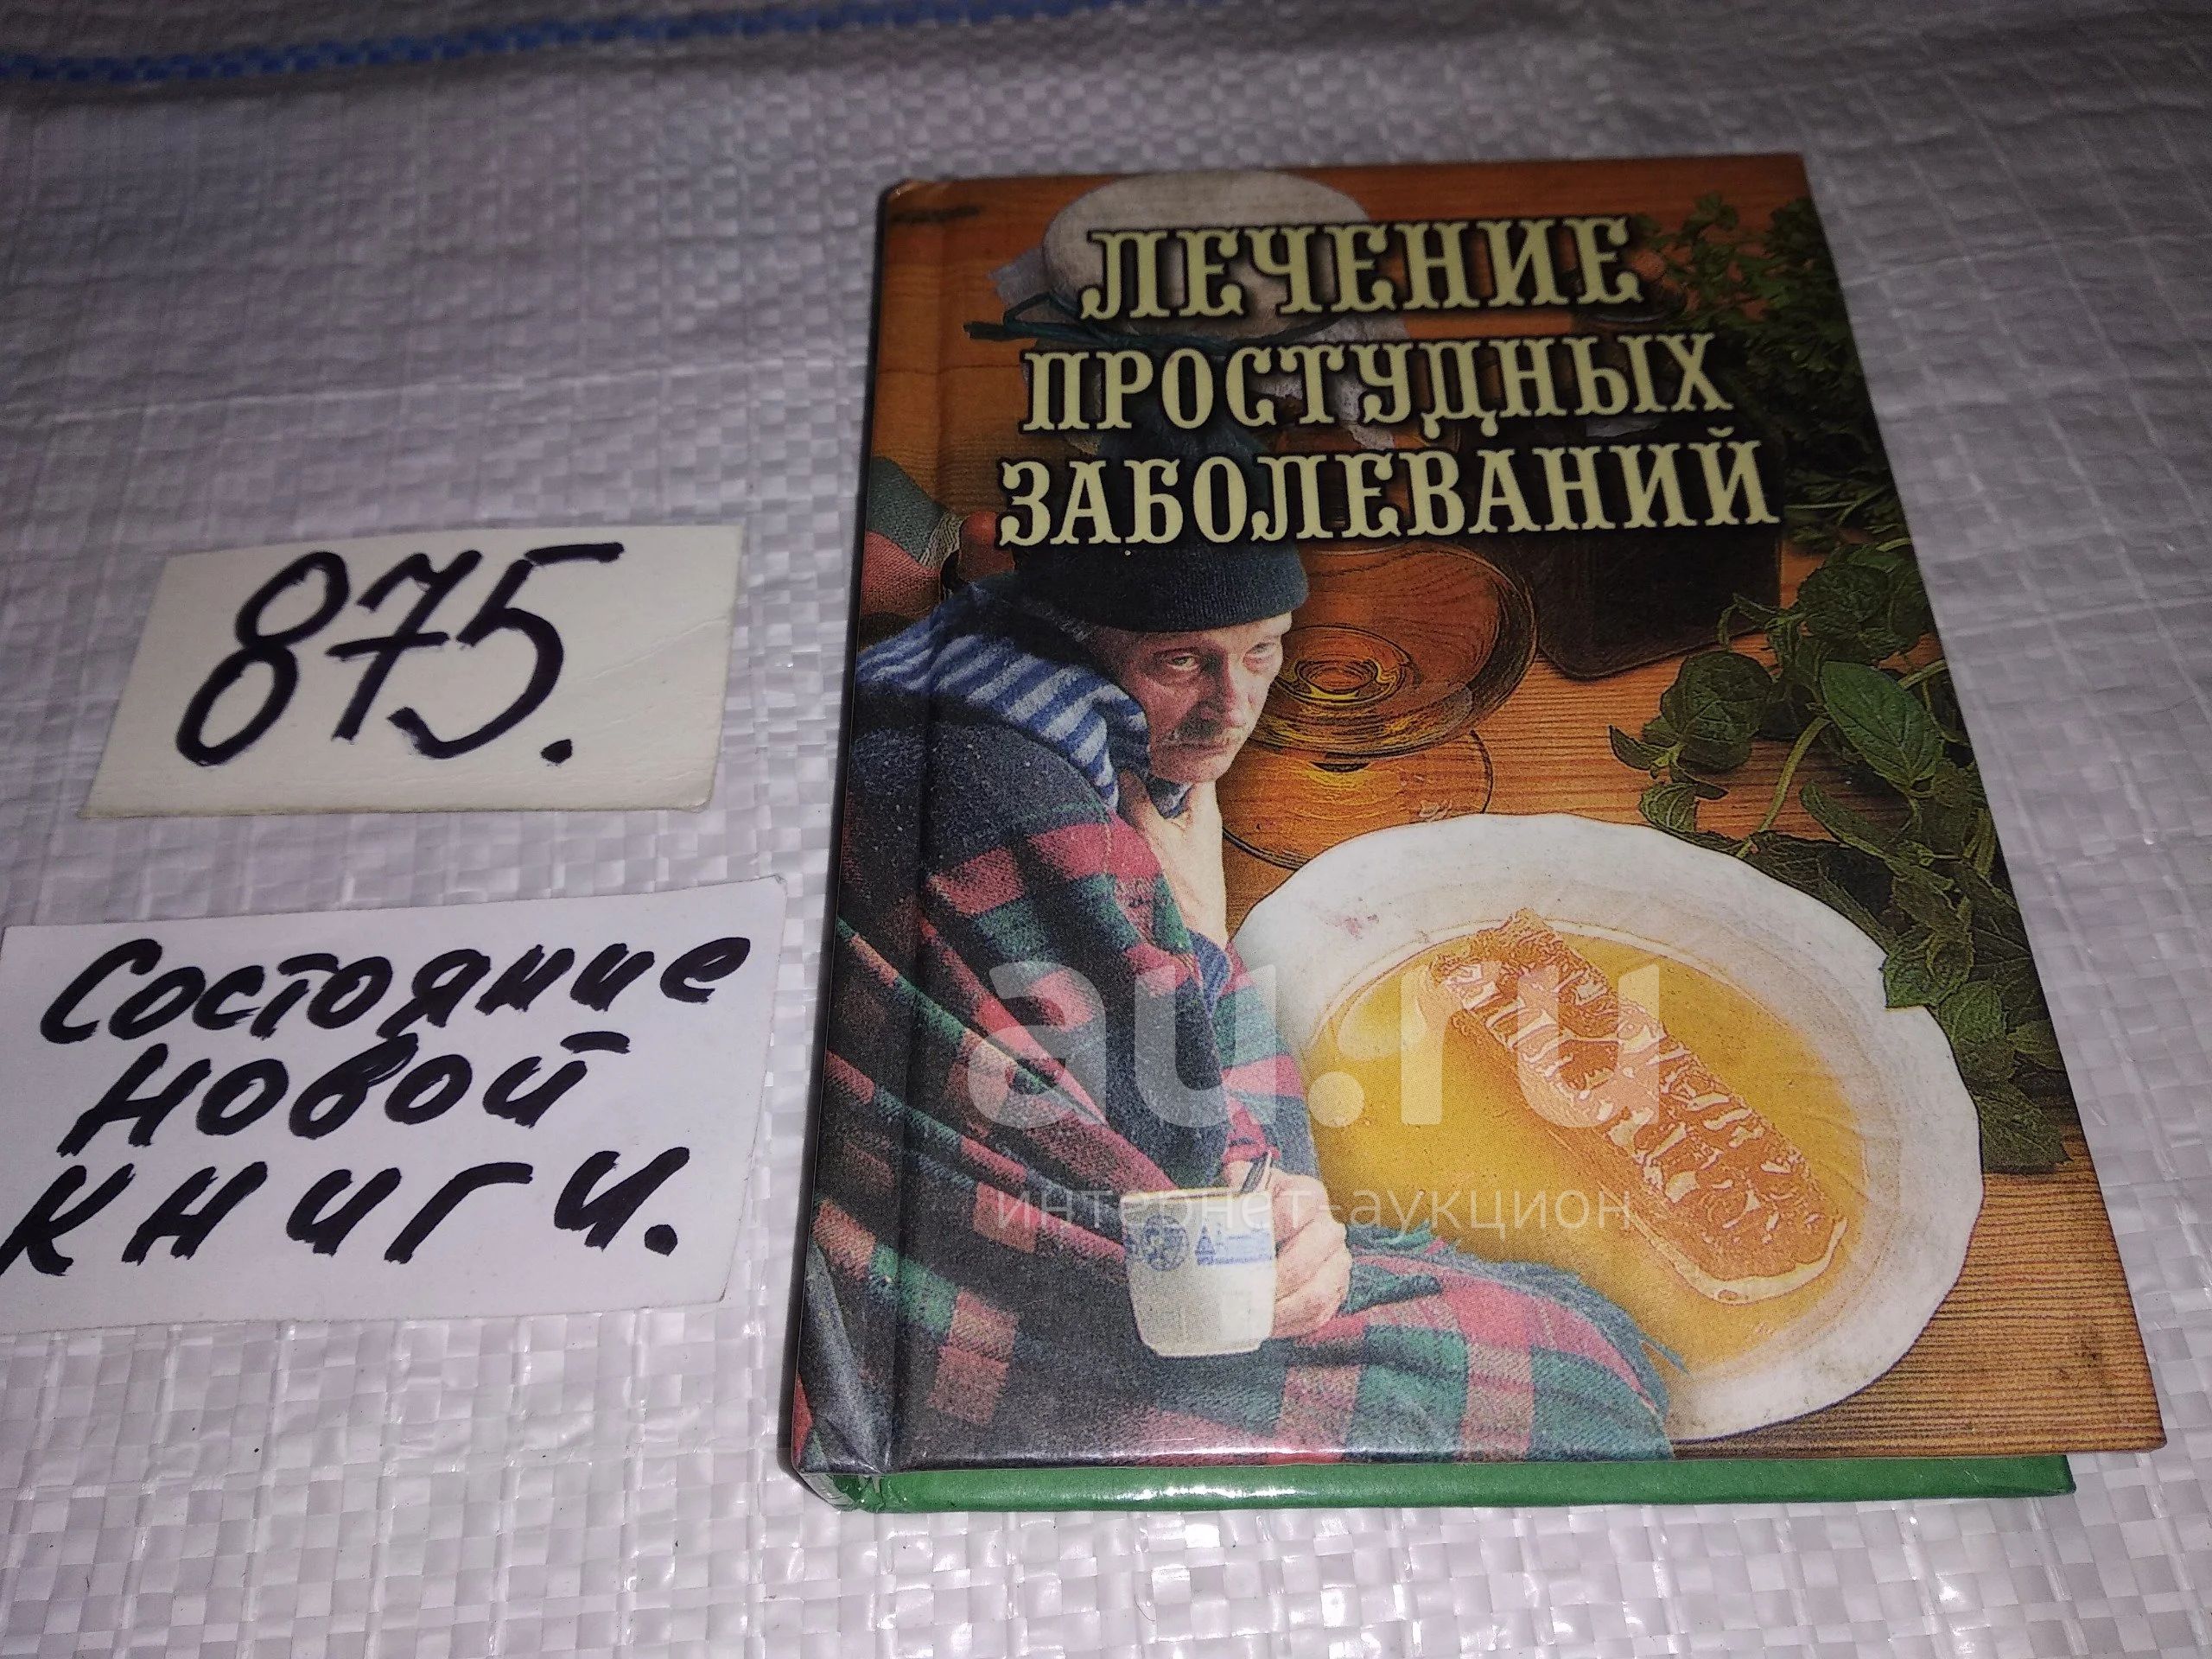 ЛЕЧЕНИЕ
ПРОСТУДНЫХ
ЗАБОЛЕВАНИЙ
875.
Состояние
новой
книги.
au.ru
интернет-аукцион